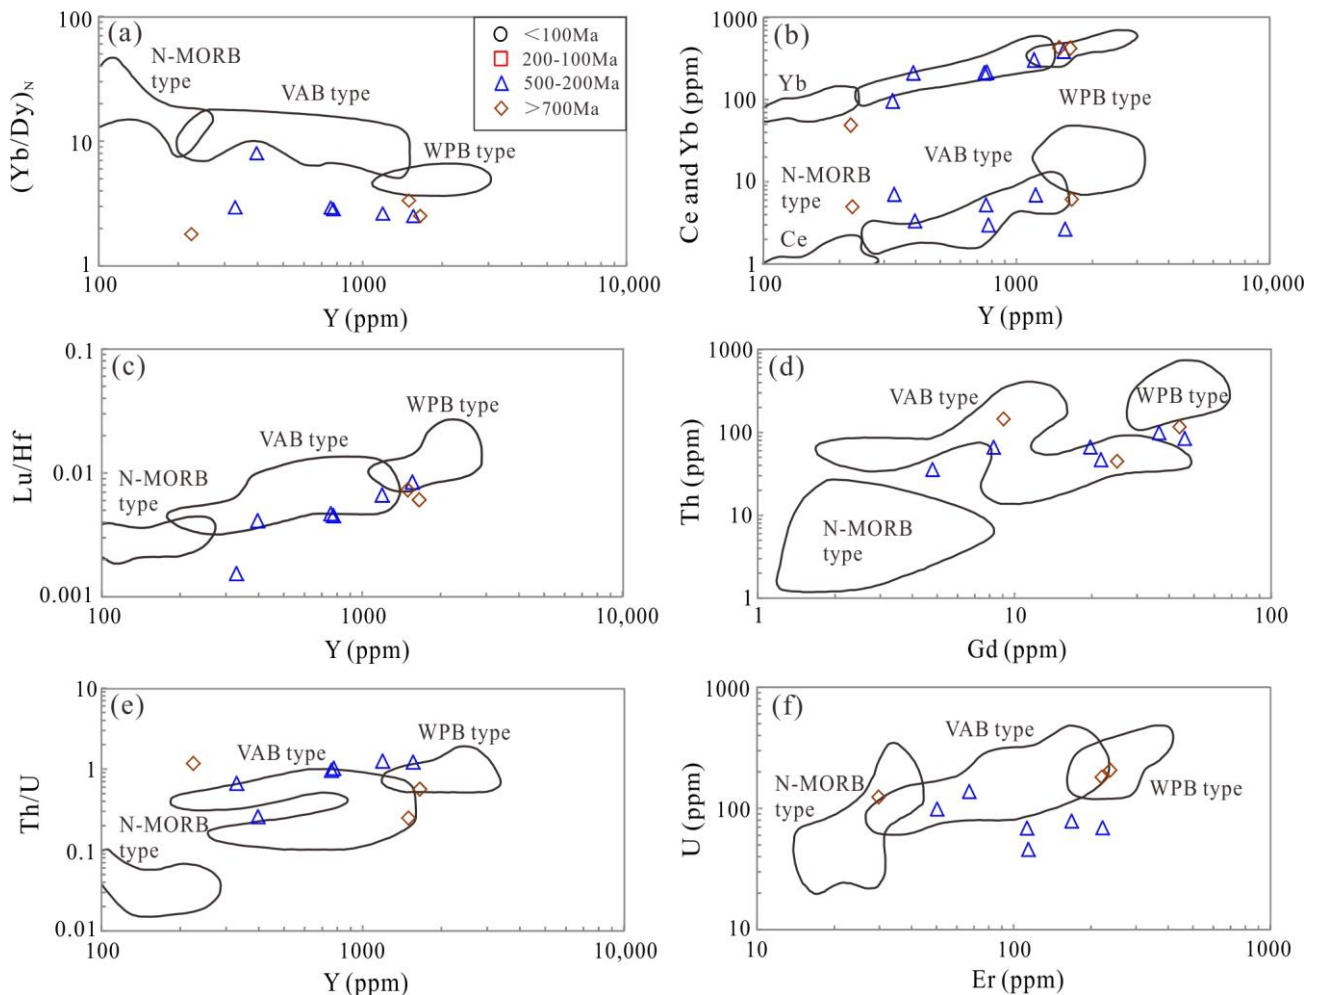 (a)
(Yb/Dy)N
100
10
1
N-MORB
type
VAB type
WPB type
<100Ma
200-100Ma
500-200Ma
>700Ma
100
1000
10,000
Y (ppm)
(b)
Ce and Yb (ppm)
1000
100
10
1
Yb
WPB type
VAB type
N-MORB
type
Ce
100
1000
10,000
Y (ppm)
(c)
Lu/Hf
0.1
0.010
0.001
WPB type
VAB type
N-MORB
type
100
1000
10,000
Y (ppm)
(d)
Th (ppm)
1000
100
10
1
VAB type
WPB type
N-MORB
type
1
10
100
Gd (ppm)
(e)
Th/U
10
1
0.1
0.01
VAB type
WPB type
N-MORB
type
100
1000
10,000
Y (ppm)
(f)
U (ppm)
1000
100
10
VAB type
N-MORB
type
WPB type
10
100
1000
Er (ppm)